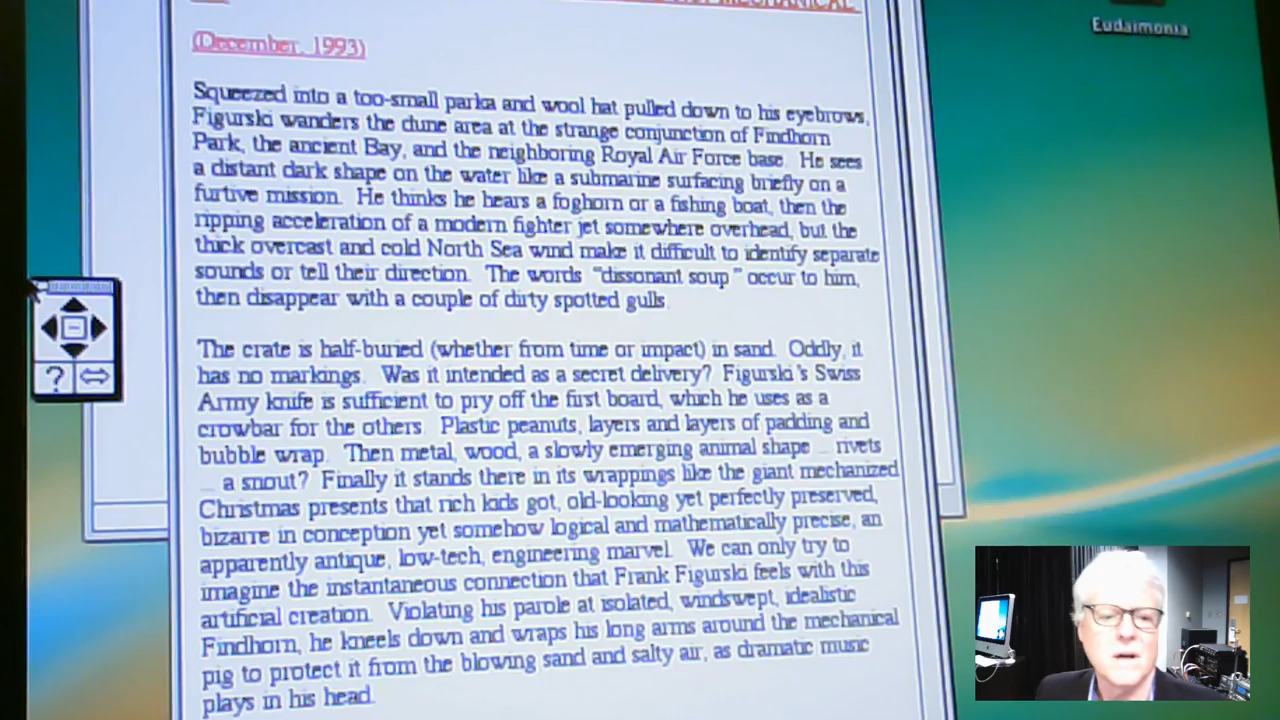 MECHANICAL
Eudaimonia
(December, 1993)
Squeezed into a too-small parka and wool hat pulled down to his eyebrows,
Figurski wanders the dune area at the strange conjunction of Findhorn
Park, the ancient Bay, and the neighboring Royal Air Force base. He sees
a distant dark shape on the water like a submarine surfacing briefly on a
furtive mission. He thinks he hears a foghorn or a fishing boat, then the
ripping acceleration of a modern fighter jet somewhere overhead, but the
thick overcast and cold North Sea wind make it difficult to identify separate
sounds or tell their direction. The words "dissonant soup" occur to him,
then disappear with a couple of dirty spotted gulls.
The crate is half-buried (whether from time or impact) in sand. Oddly, it
has no markings. Was it intended as a secret delivery? Figurski's Swiss
Army knife is sufficient to pry off the first board, which he uses as a
crowbar for the others. Plastic peanuts, layers and layers of padding and
bubble wrap. Then metal, wood, a slowly emerging animal shape ... rivets
... a snout? Finally it stands there in its wrappings like the giant mechanized
Christmas presents that rich kids got, old-looking yet perfectly preserved,
bizarre in conception yet somehow logical and mathematically precise, an
apparently antique, low-tech, engineering marvel. We can only try to
imagine the instantaneous connection that Frank Figurski feels with this
artificial creation. Violating his parole at isolated, windswept, idealistic
Findhorn, he kneels down and wraps his long arms around the mechanical
pig to protect it from the blowing sand and salty air, as dramatic music
plays in his head.
?